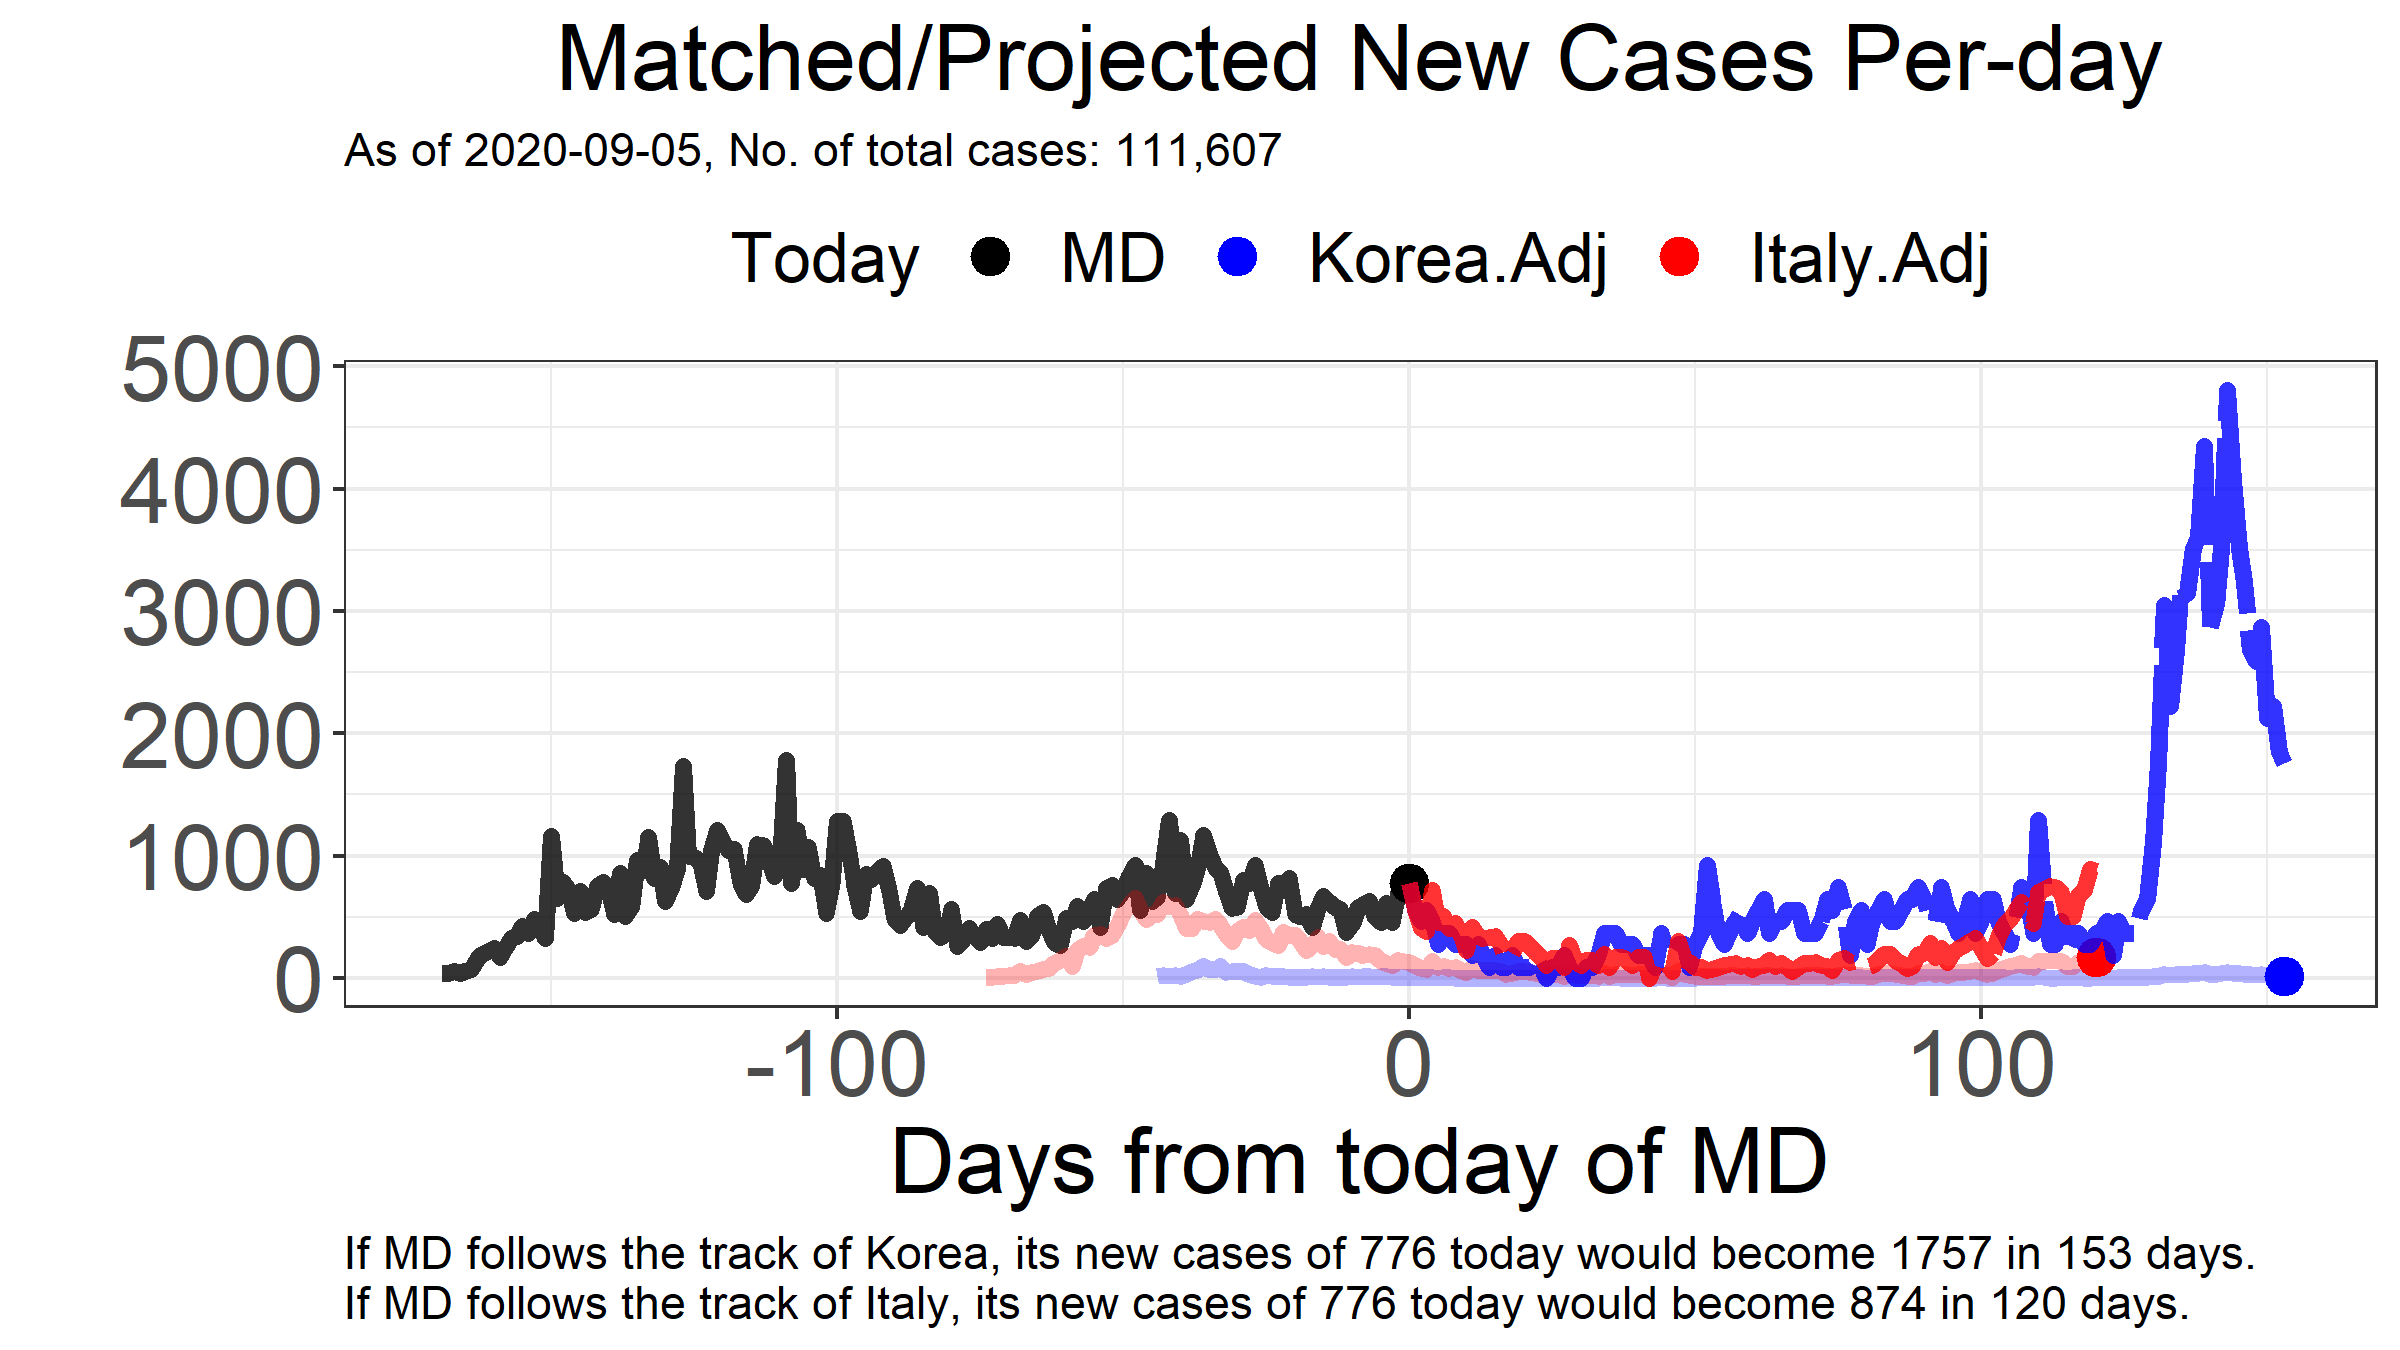 Matched/Projected New Cases Per-day
As of 2020-09-05, No. of total cases: 111,607
Today MD Korea.Adj Italy.Adj
5000
4000
3000
2000
1000
0
-100 0 100
Days from today of MD
If MD follows the track of Korea, its new cases of 776 today would become 1757 in 153 days.
If MD follows the track of Italy, its new cases of 776 today would become 874 in 120 days.